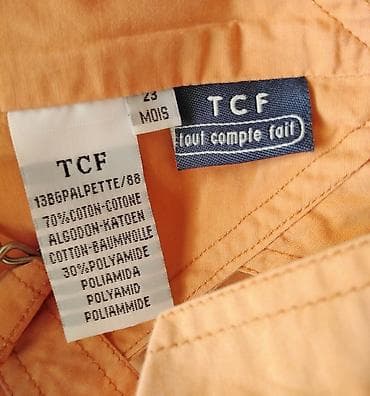 23
MOIS
TCF
tout compte fait
TCF
13BGPALPETTE/88
70%COTON-COTONE
ALGODON-KATOEN
COTTON-BAUMWOLLE
30%POLYAMIDE
POLIAMIDA
POLYAMID
POLIAMMIDE